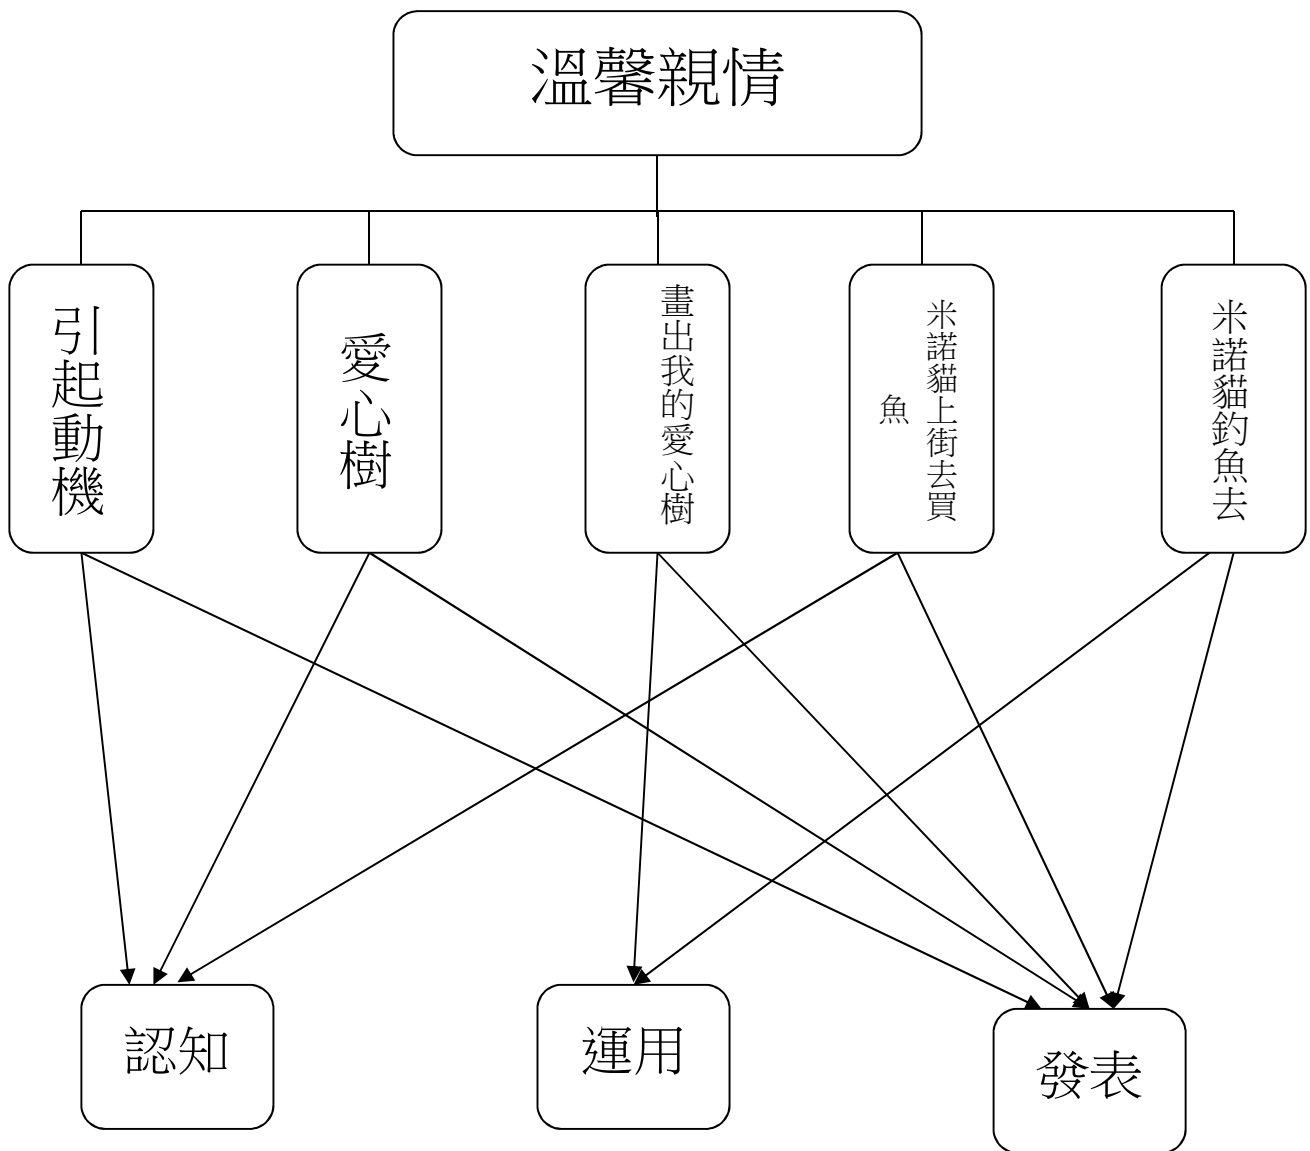 溫馨親情
引起動機
愛心樹
畫出我的愛心樹
米諾貓上街去買
魚
米諾貓釣魚去
認知
運用
發表